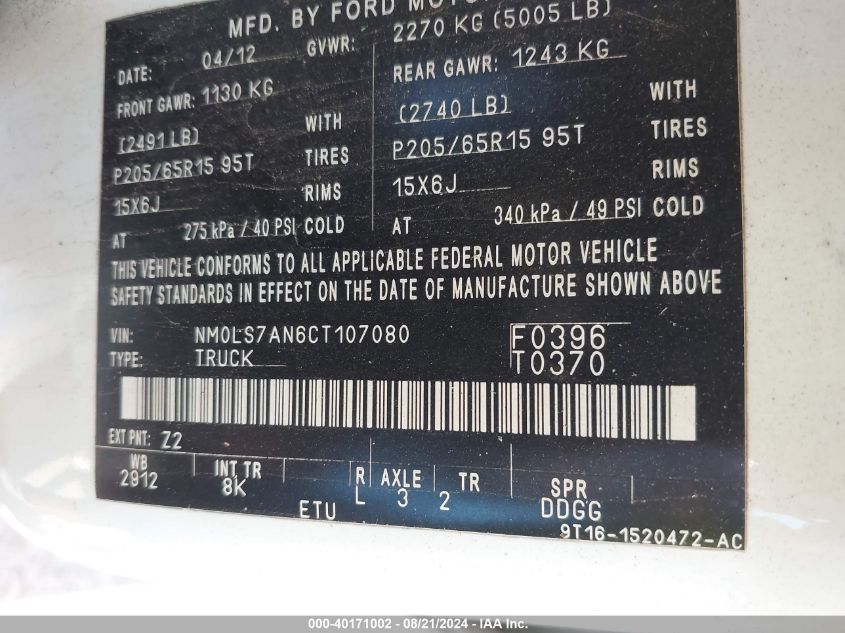 MFD. BY FORD MOTO
DATE: 04/12 GVWR: 2270 KG (5005 LB)
FRONT GAWR: 1130 KG REAR GAWR: 1243 KG
(2491 LB) WITH (2740 LB) WITH
P205/65R15 95T TIRES P205/65R15 95T TIRES
15X6J RIMS 15X6J RIMS
AT 275 kPa / 40 PSI COLD AT 340 kPa / 49 PSI COLD
THIS VEHICLE CONFORMS TO ALL APPLICABLE FEDERAL MOTOR VEHICLE
SAFETY STANDARDS IN EFFECT ON THE DATE OF MANUFACTURE SHOWN ABOVE
VIN: NM0LS7AN6CT107080 F0396
TYPE: TRUCK T0370
EXT PNT: Z2
WB INT TR R AXLE TR SPR
2912 8K L 3 2 DDGG
ETU 9T16-1520472-AC
000-40171002 - 08/21/2024 - IAA Inc.